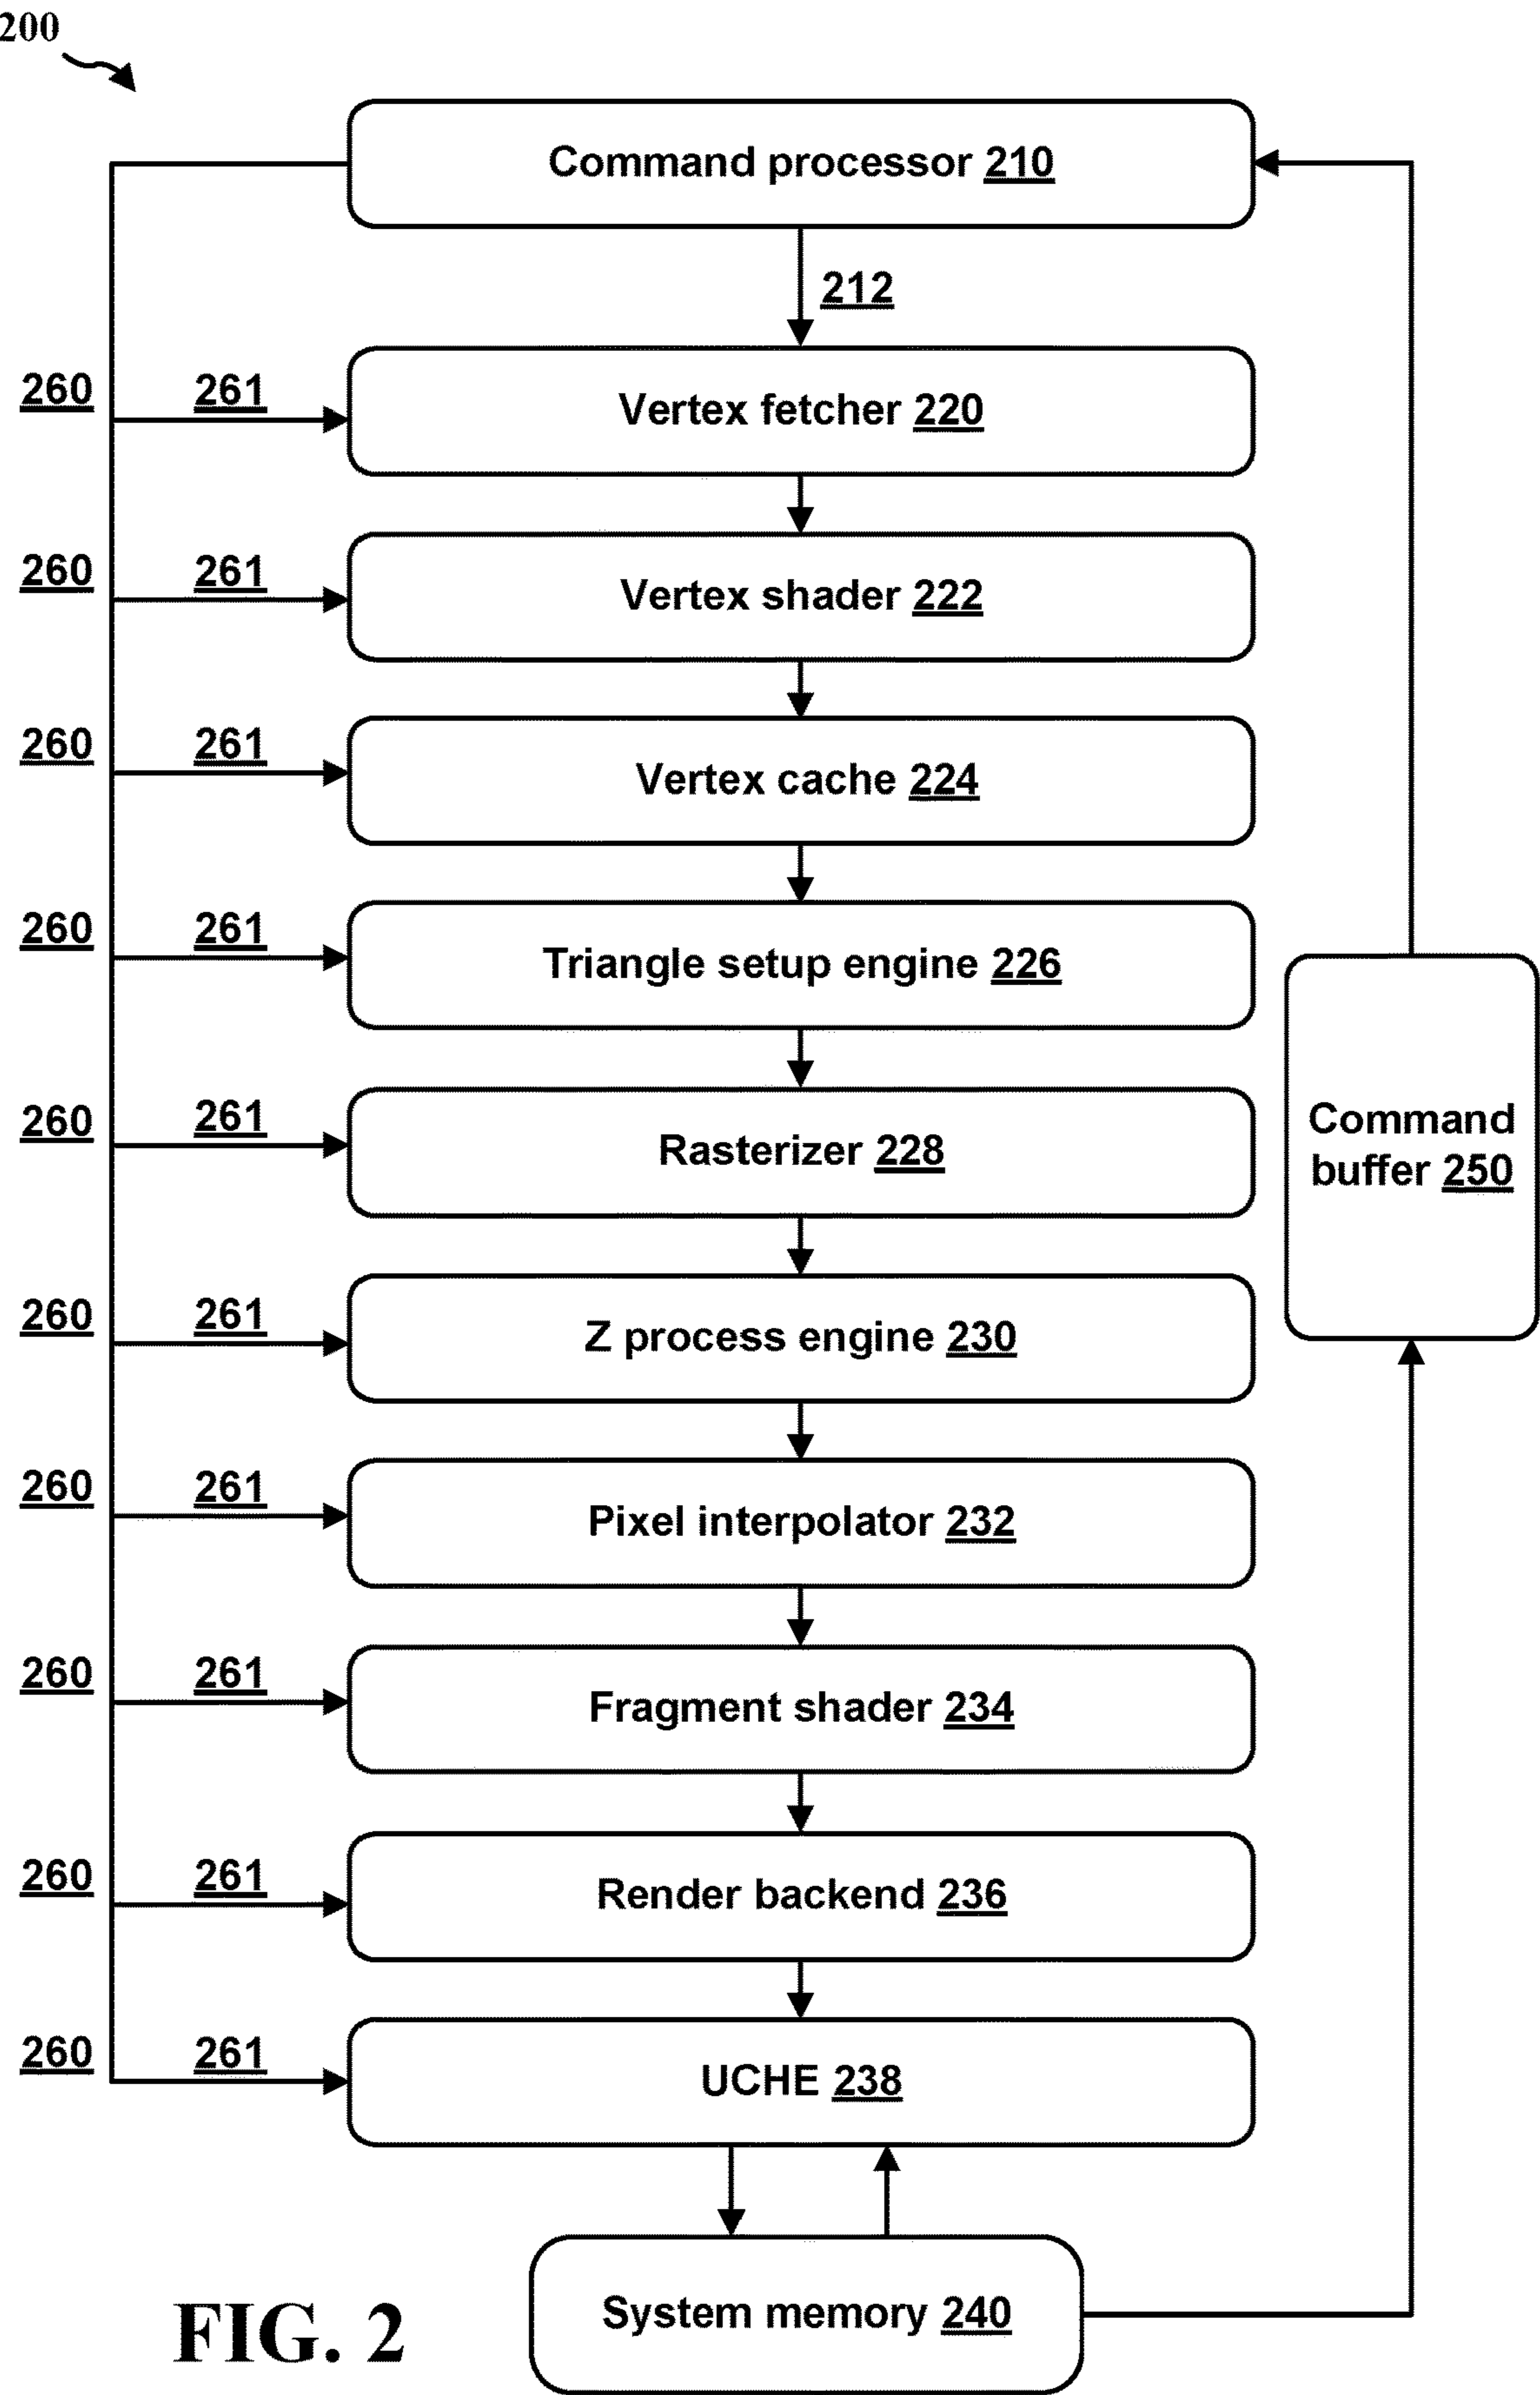 200
Command processor 210
212
260 261
Vertex fetcher 220
260 261
Vertex shader 222
260 261
Vertex cache 224
260 261
Triangle setup engine 226
260 261
Rasterizer 228
Command
buffer 250
260 261
Z process engine 230
260 261
Pixel interpolator 232
260 261
Fragment shader 234
260 261
Render backend 236
260 261
UCHE 238
System memory 240
FIG. 2